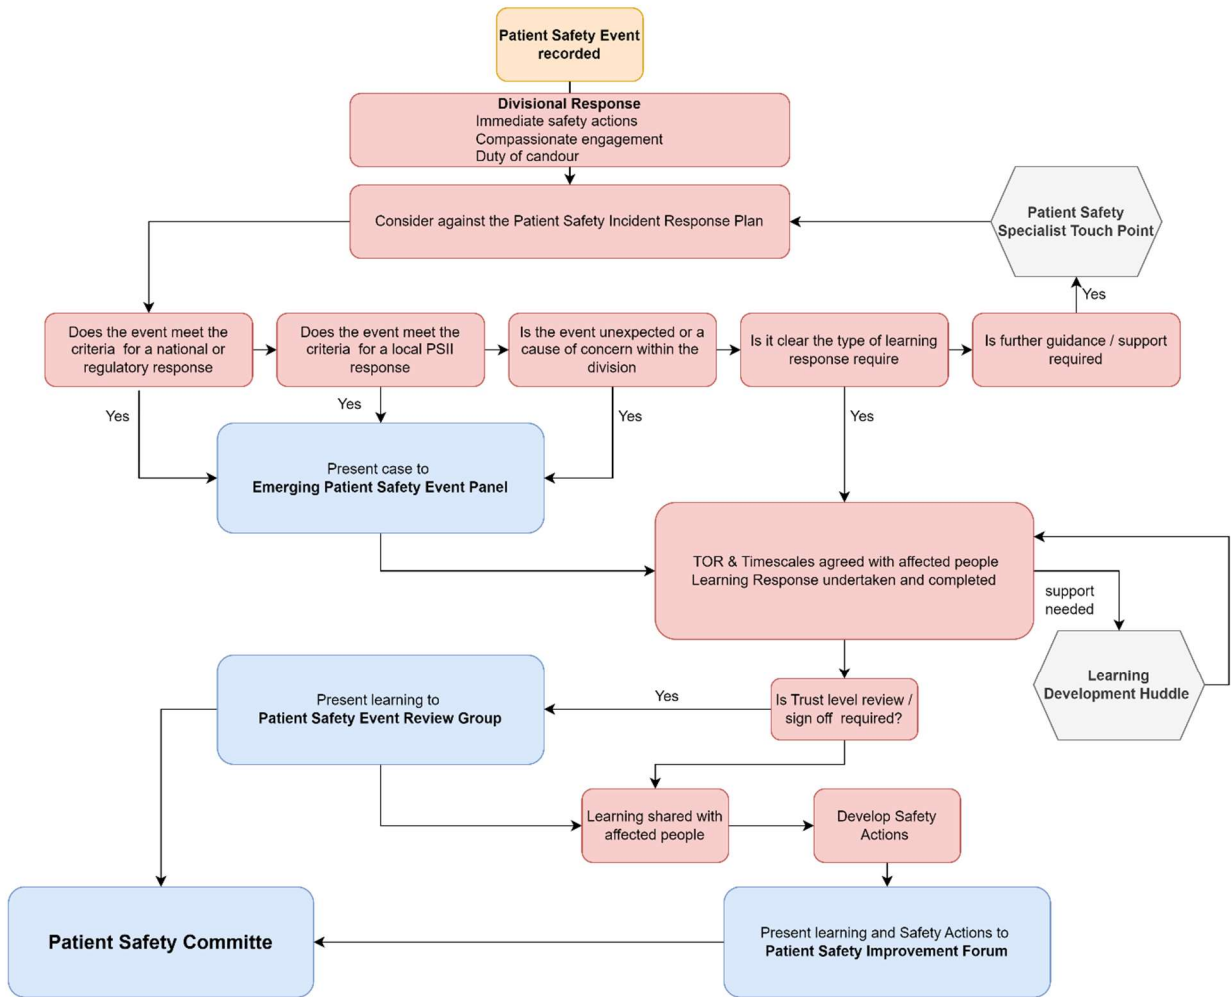 Patient Safety Event
recorded
Divisional Response
Immediate safety actions
Compassionate engagement
Duty of candour
Consider against the Patient Safety Incident Response Plan
Patient Safety
Specialist Touch Point
Yes
Does the event meet the
criteria for a national or
regulatory response
Does the event meet the
criteria for a local PSII
response
Is the event unexpected or a
cause of concern within the
division
Is it clear the type of learning
response require
Is further guidance / support
required
Yes
Yes
Yes
Yes
Present case to
Emerging Patient Safety Event Panel
TOR & Timescales agreed with affected people
Learning Response undertaken and completed
support
needed
Learning
Development Huddle
Present learning to
Patient Safety Event Review Group
Yes
Is Trust level review /
sign off required?
Learning shared with
affected people
Develop Safety
Actions
Patient Safety Committe
Present learning and Safety Actions to
Patient Safety Improvement Forum